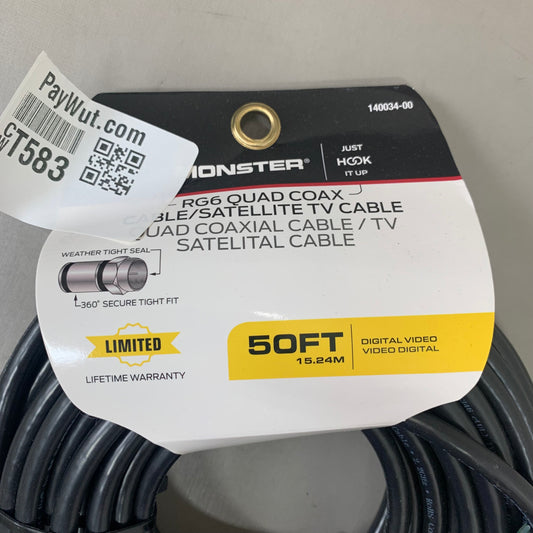 PayWut.com
CT583
W
140034-00
MONSTER®
JUST
HOOK
IT UP
RG6 QUAD COAX
CABLE/SATELLITE TV CABLE
QUAD COAXIAL CABLE / TV
SATELITAL CABLE
WEATHER TIGHT SEAL
360° SECURE TIGHT FIT
LIMITED
LIFETIME WARRANTY
50FT
15.24M
DIGITAL VIDEO
VIDEO DIGITAL